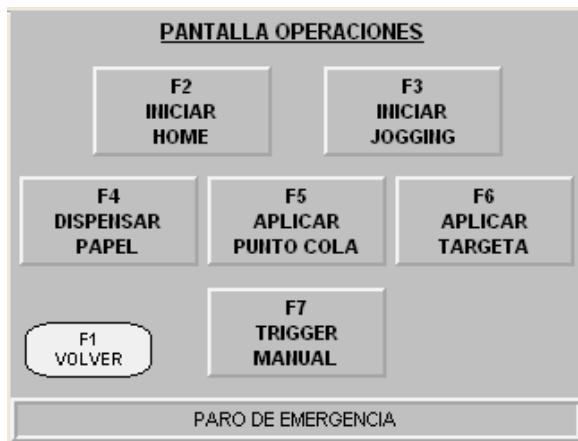 PANTALLA OPERACIONES
F2
INICIAR
HOME
F3
INICIAR
JOGGING
F4
DISPENSAR
PAPEL
F5
APLICAR
PUNTO COLA
F6
APLICAR
TARGETA
F7
TRIGGER
MANUAL
F1
VOLVER
PARO DE EMERGENCIA